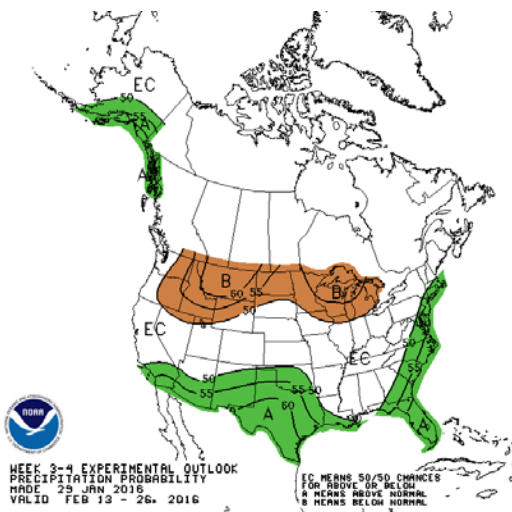 EC
50
55
A
A
B
60 55
50
B
EC
50
55
EC
50
55
50
55 50
60
A
A
NOAA
WEEK 3-4 EXPERIMENTAL OUTLOOK
PRECIPITATION PROBABILITY
MADE 29 JAN 2016
VALID FEB 13 - 26, 2016
EC MEANS 50/50 CHANCES
FOR ABOVE OR BELOW
A MEANS ABOVE NORMAL
B MEANS BELOW NORMAL